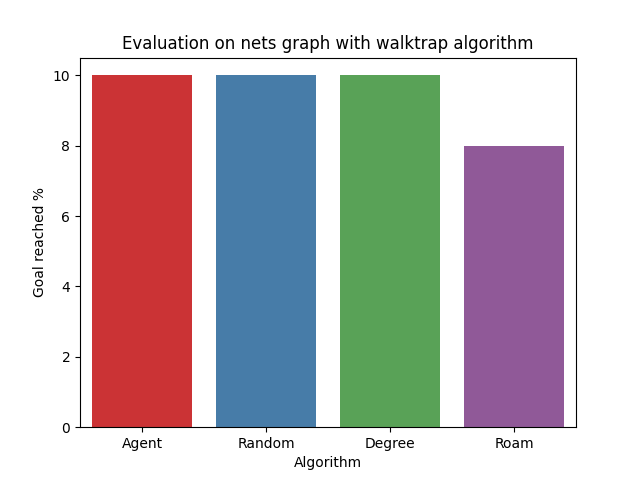 Evaluation on nets graph with walktrap algorithm
Goal reached %
10
8
6
4
2
0
Agent Random Degree Roam
Algorithm